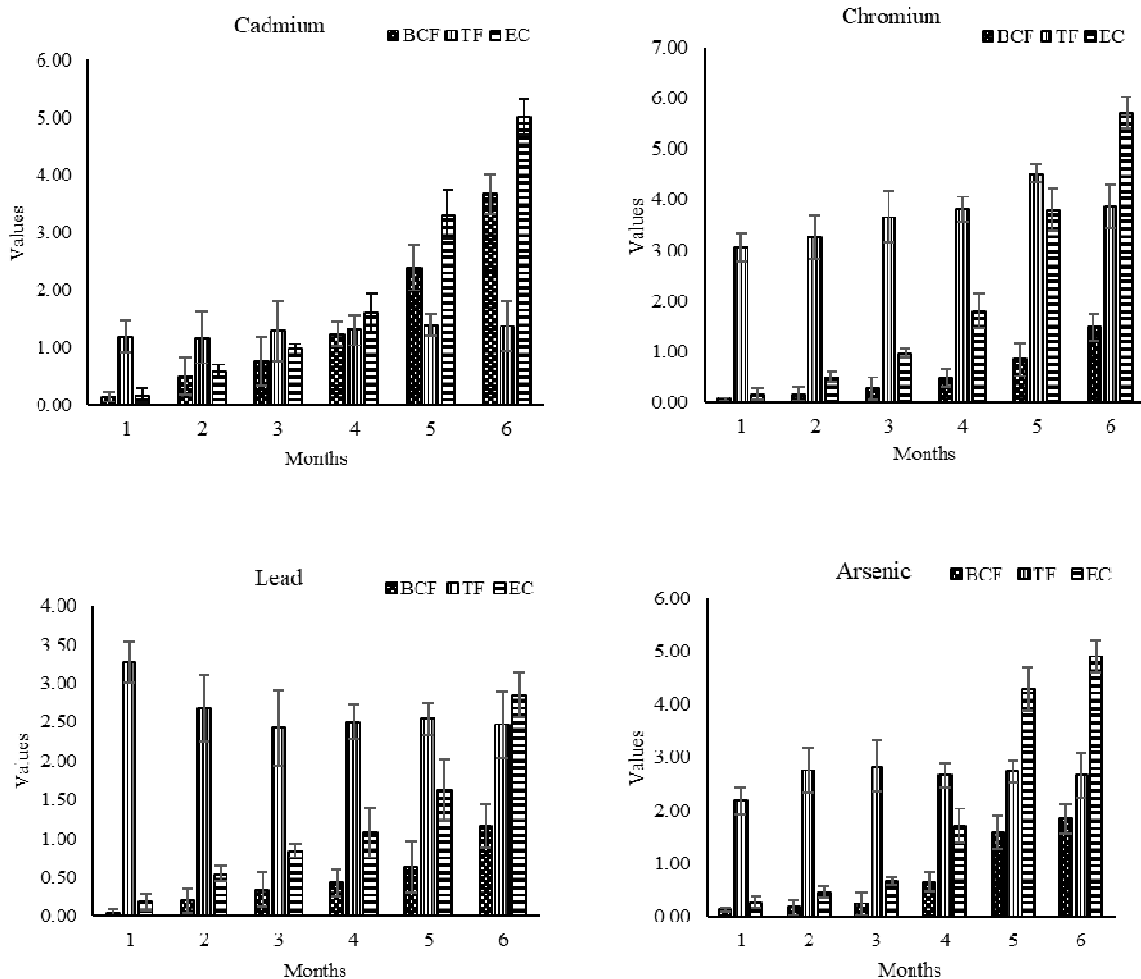 Cadmium
BCF TF EC
6.00
5.00
4.00
3.00
2.00
1.00
0.00
Values
1 2 3 4 5 6
Months
Chromium
BCF TF EC
7.00
6.00
5.00
4.00
3.00
2.00
1.00
0.00
Values
1 2 3 4 5 6
Months
Lead
BCF TF EC
4.00
3.50
3.00
2.50
2.00
1.50
1.00
0.50
0.00
Values
1 2 3 4 5 6
Months
Arsenic
BCF TF EC
6.00
5.00
4.00
3.00
2.00
1.00
0.00
Values
1 2 3 4 5 6
Months